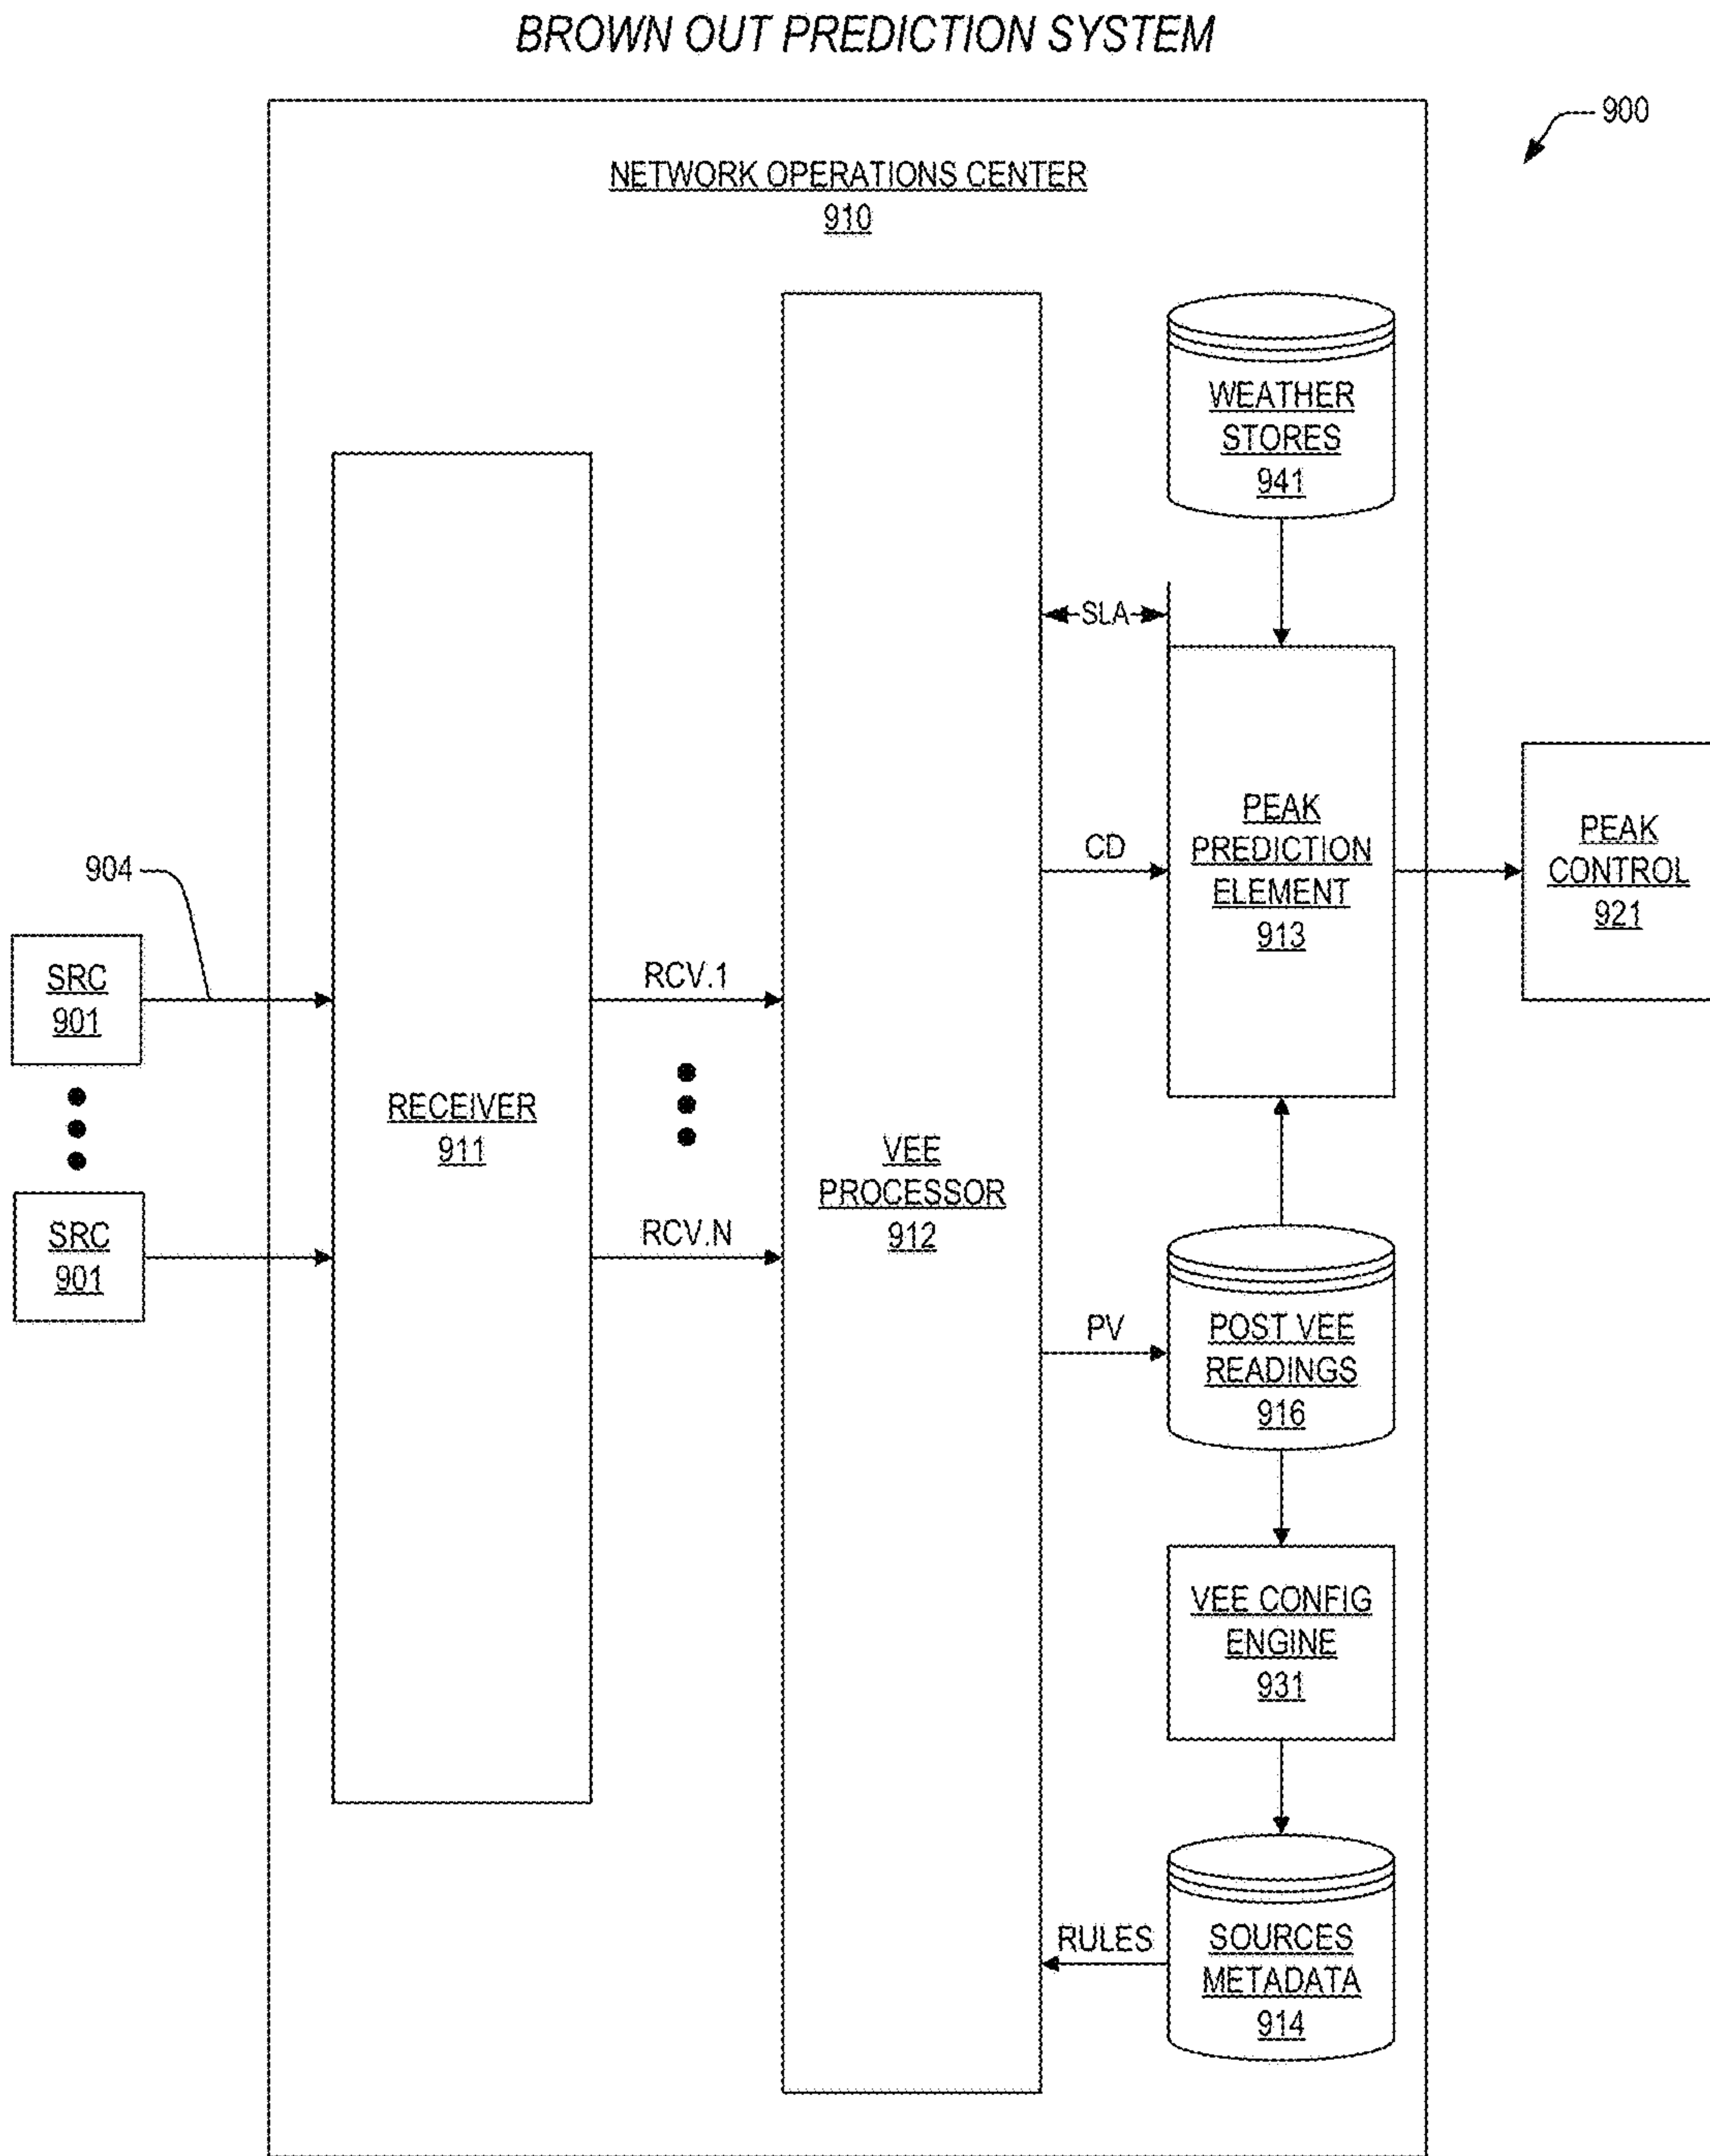 BROWN OUT PREDICTION SYSTEM
900
NETWORK OPERATIONS CENTER
910
WEATHER
STORES
941
SLA
PEAK
PREDICTION
ELEMENT
913
CD
PEAK
CONTROL
921
904
SRC
901
RCV.1
RECEIVER
911
VEE
PROCESSOR
912
SRC
901
RCV.N
PV
POST VEE
READINGS
916
VEE CONFIG
ENGINE
931
RULES
SOURCES
METADATA
914